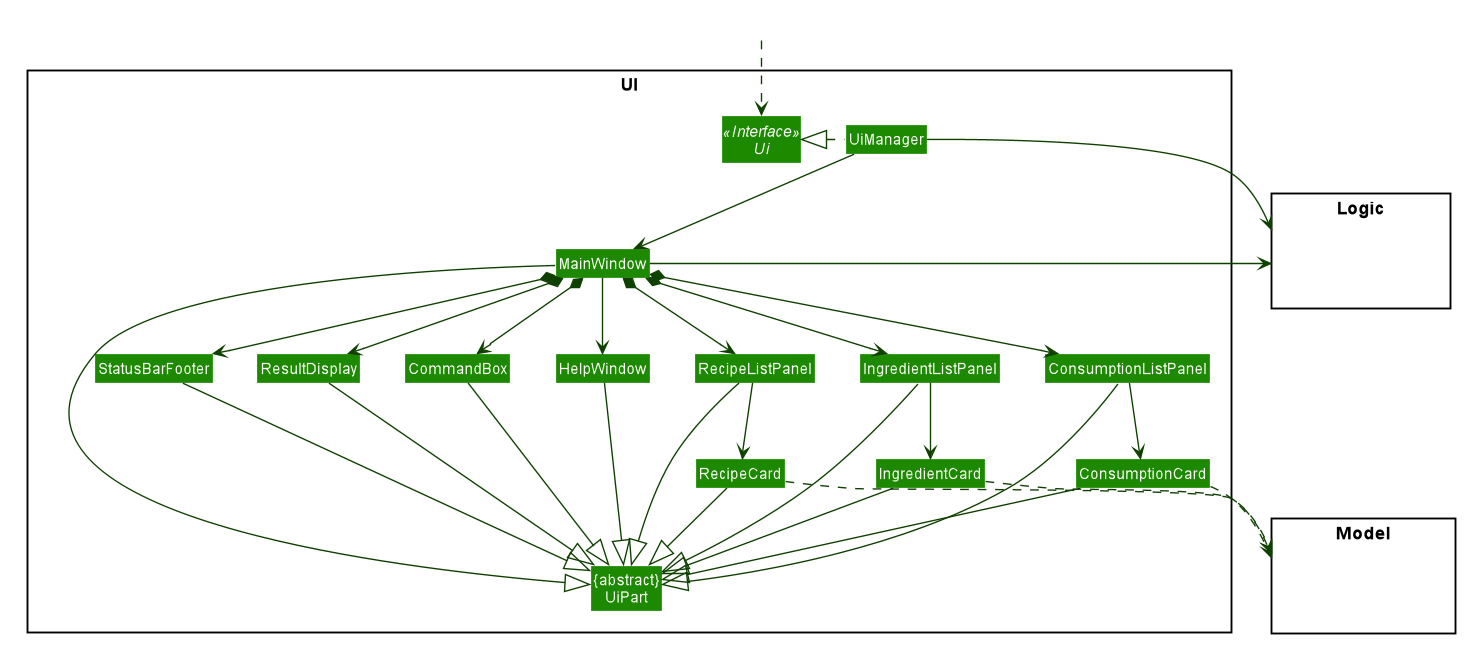 UI
«Interface»
Ui
UiManager
Logic
MainWindow
StatusBarFooter
ResultDisplay
CommandBox
HelpWindow
RecipeListPanel
IngredientListPanel
ConsumptionListPanel
RecipeCard
IngredientCard
ConsumptionCard
Model
{abstract}
UiPart